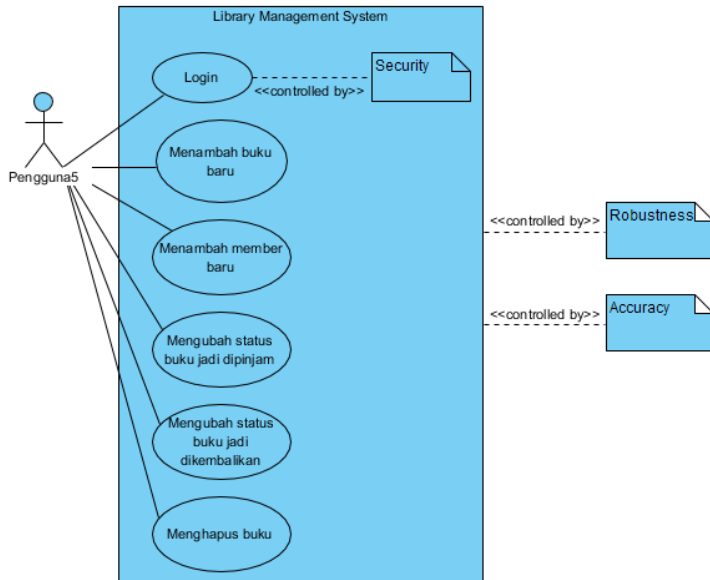 Library Management System
Login
<<controlled by>>
Security
Pengguna5
Menambah buku
baru
Menambah member
baru
<<controlled by>>
Robustness
Mengubah status
buku jadi dipinjam
<<controlled by>>
Accuracy
Mengubah status
buku jadi
dikembalikan
Menghapus buku